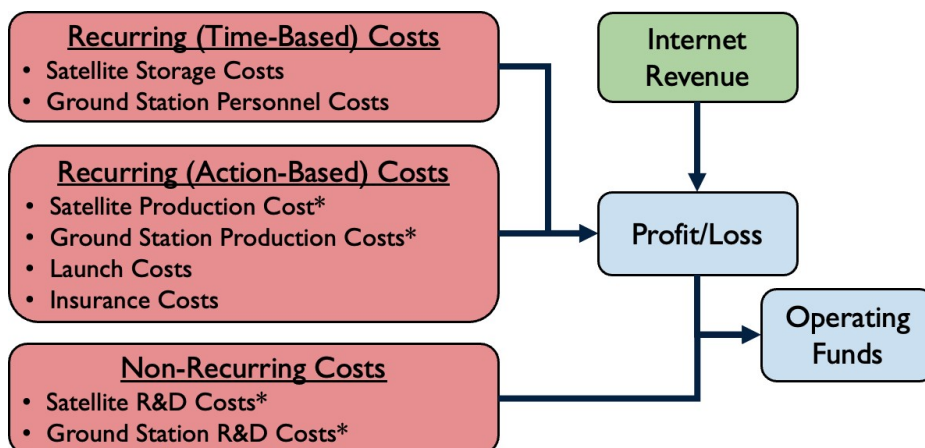 Recurring (Time-Based) Costs
• Satellite Storage Costs
• Ground Station Personnel Costs
Recurring (Action-Based) Costs
• Satellite Production Cost*
• Ground Station Production Costs*
• Launch Costs
• Insurance Costs
Non-Recurring Costs
• Satellite R&D Costs*
• Ground Station R&D Costs*
Internet
Revenue
Profit/Loss
Operating
Funds